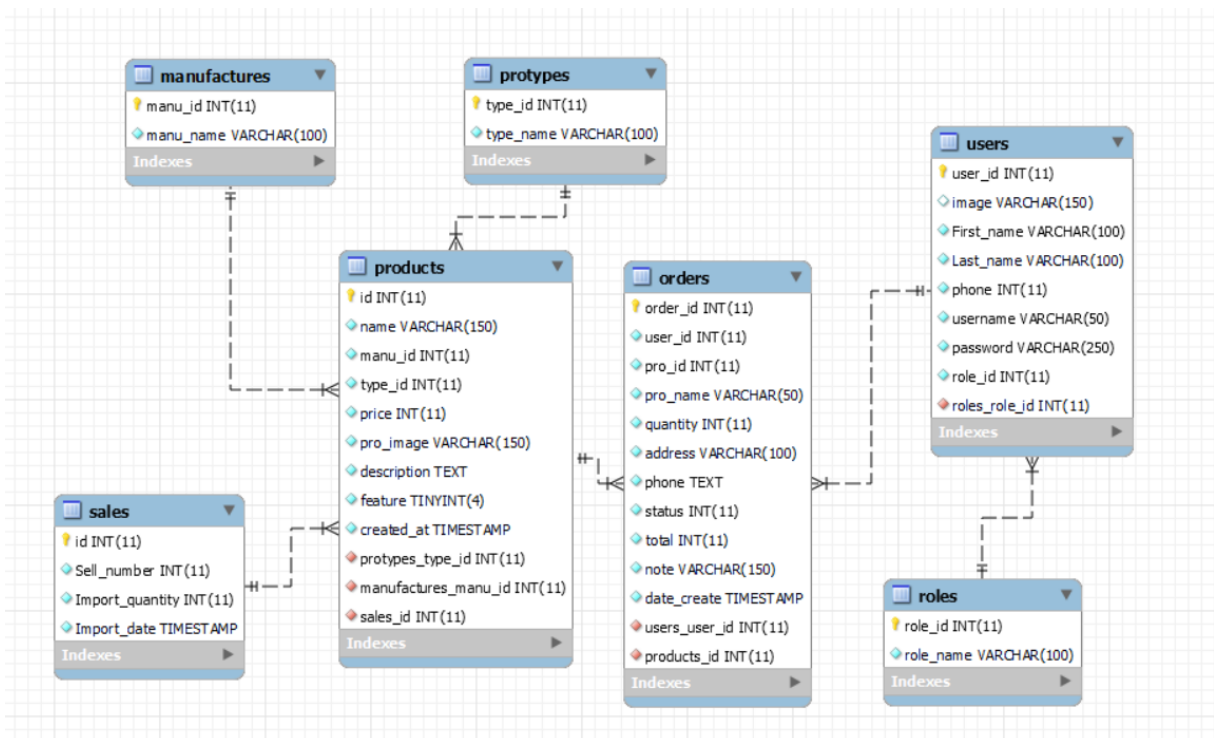 manufactures
manu_id INT(11)
manu_name VARCHAR(100)
Indexes
protypes
type_id INT(11)
type_name VARCHAR(100)
Indexes
users
user_id INT(11)
image VARCHAR(150)
First_name VARCHAR(100)
Last_name VARCHAR(100)
phone INT(11)
username VARCHAR(50)
password VARCHAR(250)
role_id INT(11)
roles_role_id INT(11)
Indexes
products
id INT(11)
name VARCHAR(150)
manu_id INT(11)
type_id INT(11)
price INT(11)
pro_image VARCHAR(150)
description TEXT
feature TINYINT(4)
created_at TIMESTAMP
protypes_type_id INT(11)
manufactures_manu_id INT(11)
sales_id INT(11)
Indexes
orders
order_id INT(11)
user_id INT(11)
pro_id INT(11)
pro_name VARCHAR(50)
quantity INT(11)
address VARCHAR(100)
phone TEXT
status INT(11)
total INT(11)
note VARCHAR(150)
date_create TIMESTAMP
users_user_id INT(11)
products_id INT(11)
Indexes
sales
id INT(11)
Sell_number INT(11)
Import_quantity INT(11)
Import_date TIMESTAMP
Indexes
roles
role_id INT(11)
role_name VARCHAR(100)
Indexes